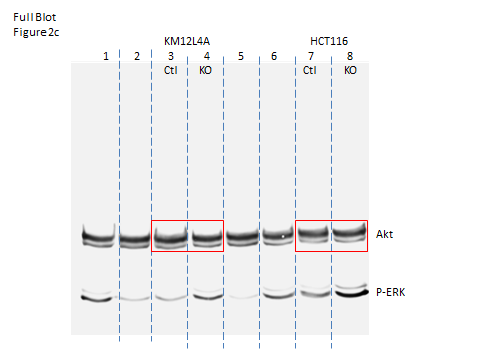 Full Blot
Figure 2c
KM12L4A HCT116
1 2 3 4 5 6 7 8
Ctl KO Ctl KO
Akt
P-ERK